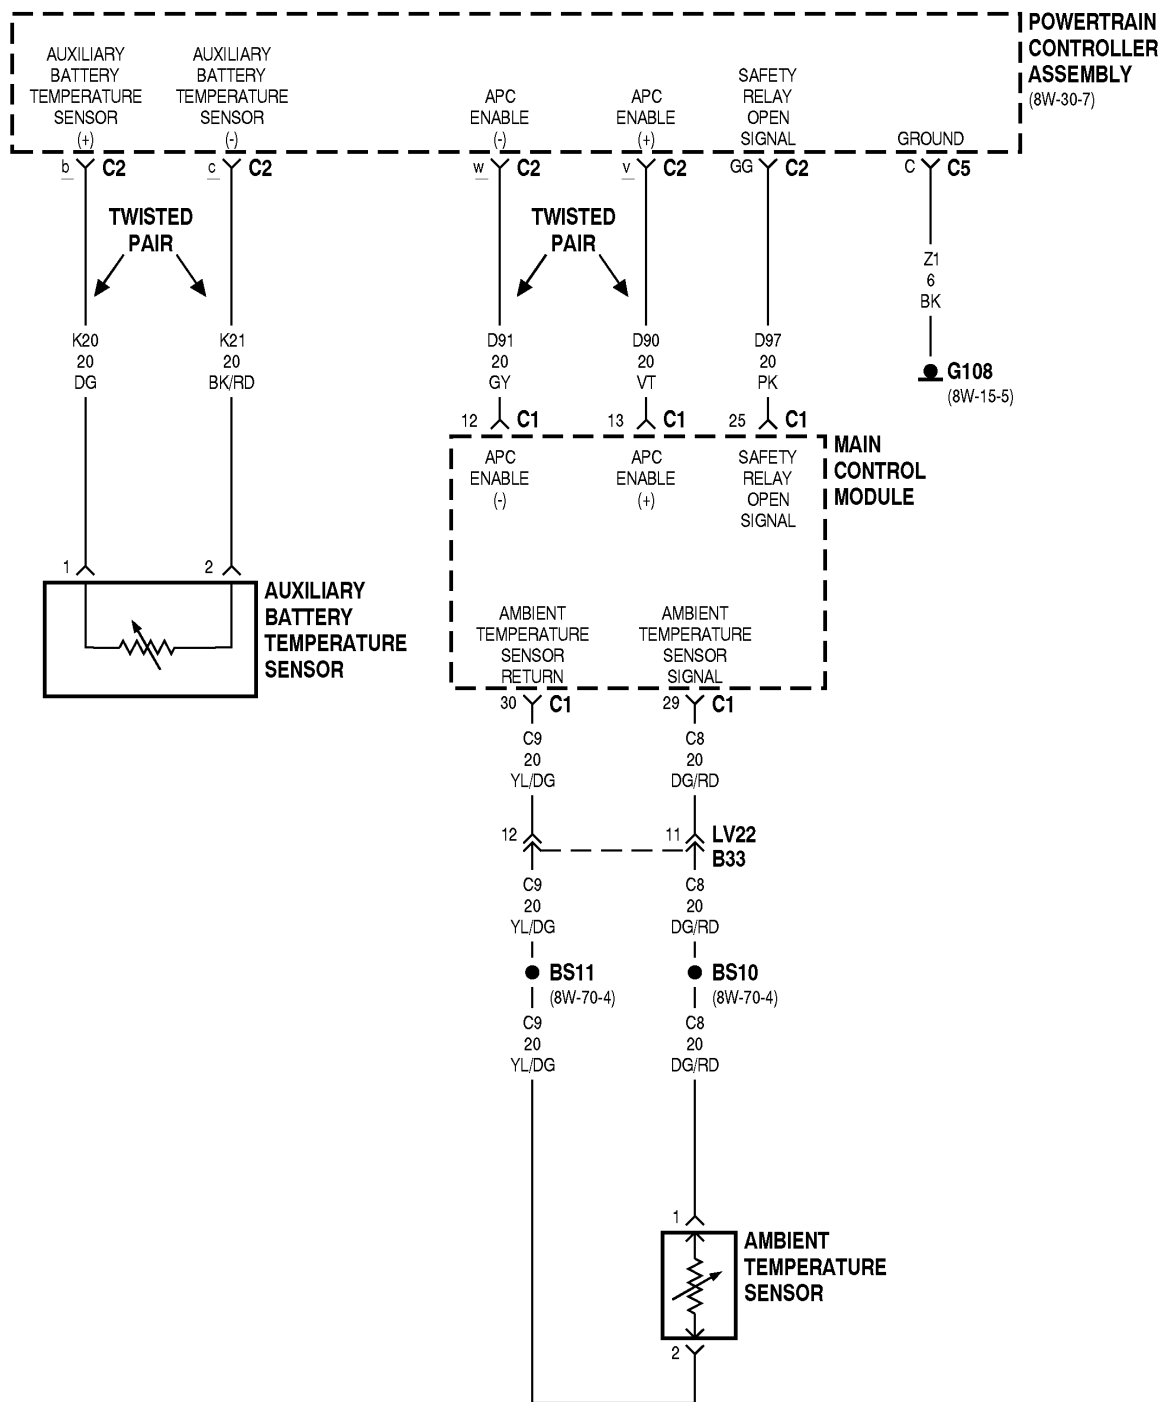 POWERTRAIN
CONTROLLER
ASSEMBLY
(8W-30-7)
AUXILIARY
BATTERY
TEMPERATURE
SENSOR
(+)
AUXILIARY
BATTERY
TEMPERATURE
SENSOR
(-)
APC
ENABLE
(-)
APC
ENABLE
(+)
SAFETY
RELAY
OPEN
SIGNAL
GROUND
b C2
c C2
w C2
v C2
GG C2
C C5
TWISTED
PAIR
TWISTED
PAIR
Z1
6
BK
K20
20
DG
K21
20
BK/RD
D91
20
GY
D90
20
VT
D97
20
PK
G108
(8W-15-5)
12 C1
13 C1
25 C1
MAIN
CONTROL
MODULE
APC
ENABLE
(-)
APC
ENABLE
(+)
SAFETY
RELAY
OPEN
SIGNAL
1
2
AUXILIARY
BATTERY
TEMPERATURE
SENSOR
AMBIENT
TEMPERATURE
SENSOR
RETURN
AMBIENT
TEMPERATURE
SENSOR
SIGNAL
30 C1
29 C1
C9
20
YL/DG
C8
20
DG/RD
12
11 LV22
B33
C9
20
YL/DG
C8
20
DG/RD
BS11
(8W-70-4)
BS10
(8W-70-4)
C9
20
YL/DG
C8
20
DG/RD
1
AMBIENT
TEMPERATURE
SENSOR
2